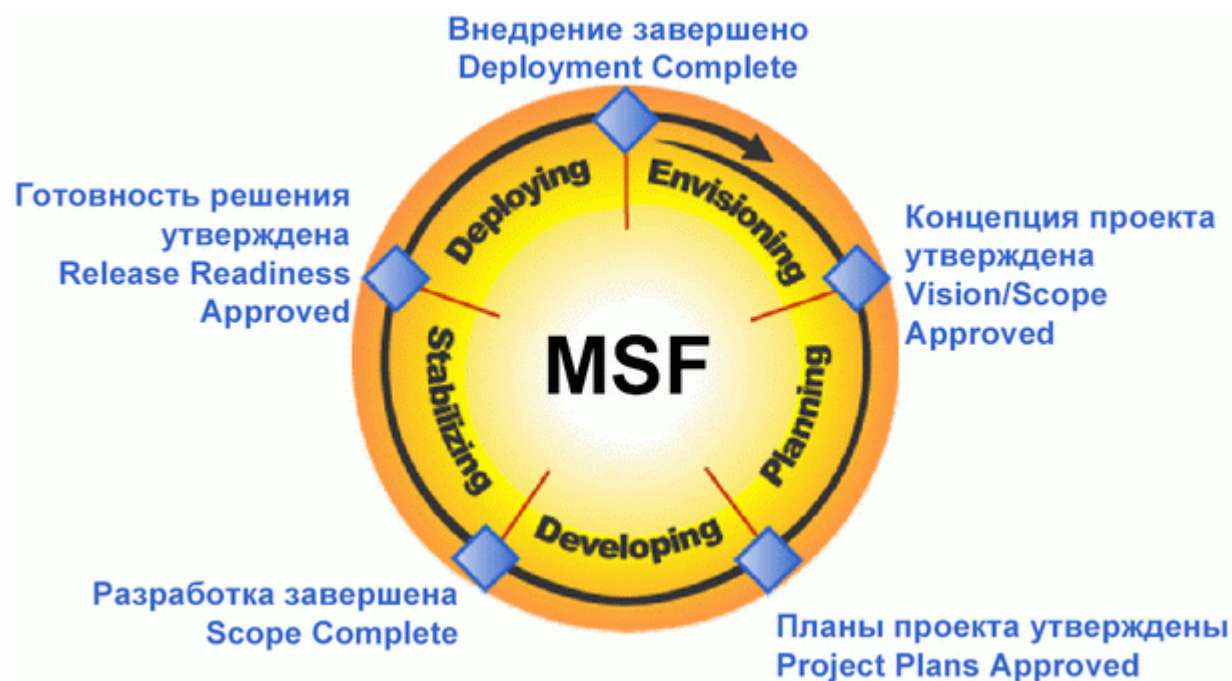 Внедрение завершено
Deployment Complete
Готовность решения
утверждена
Release Readiness
Approved
Концепция проекта
утверждена
Vision/Scope
Approved
Deploying
Envisioning
MSF
Stabilizing
Planning
Developing
Разработка завершена
Scope Complete
Планы проекта утверждены
Project Plans Approved